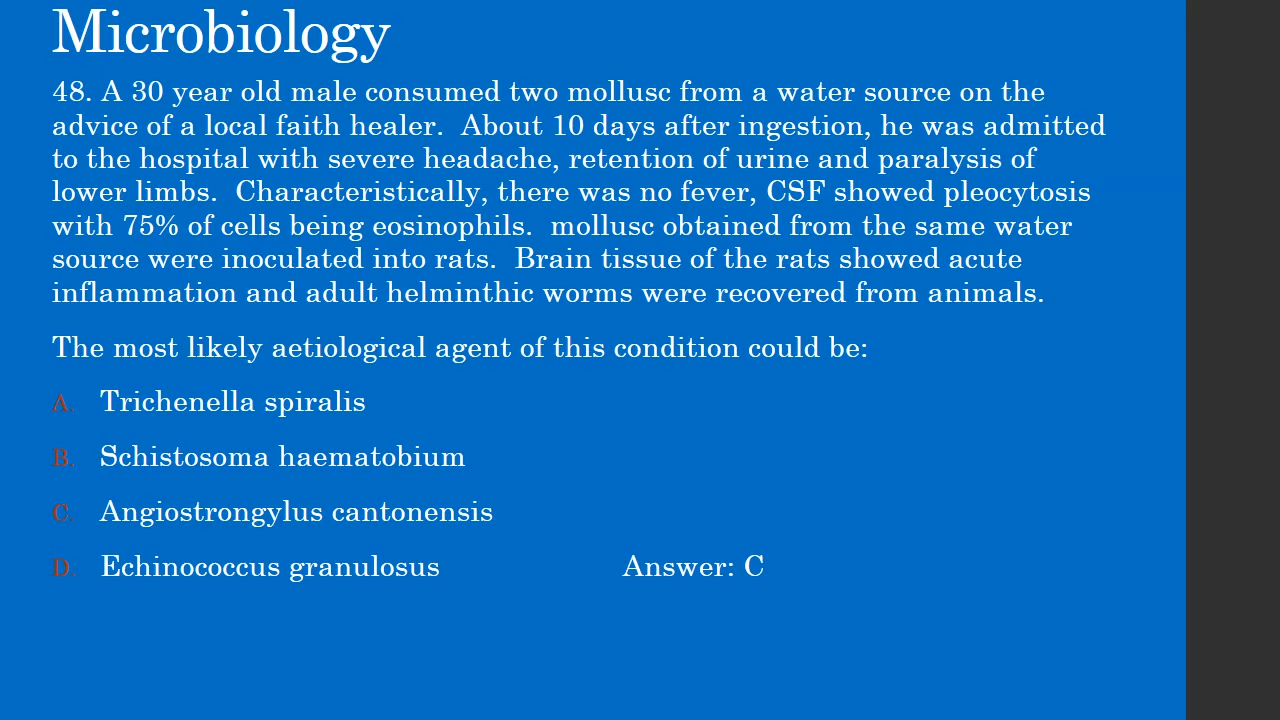 Microbiology
48. A 30 year old male consumed two mollusc from a water source on the
advice of a local faith healer.  About 10 days after ingestion, he was admitted
to the hospital with severe headache, retention of urine and paralysis of
lower limbs.  Characteristically, there was no fever, CSF showed pleocytosis
with 75% of cells being eosinophils.  mollusc obtained from the same water
source were inoculated into rats.  Brain tissue of the rats showed acute
inflammation and adult helminthic worms were recovered from animals.
The most likely aetiological agent of this condition could be:
A. Trichenella spiralis
B. Schistosoma haematobium
C. Angiostrongylus cantonensis
D. Echinococcus granulosus Answer: C